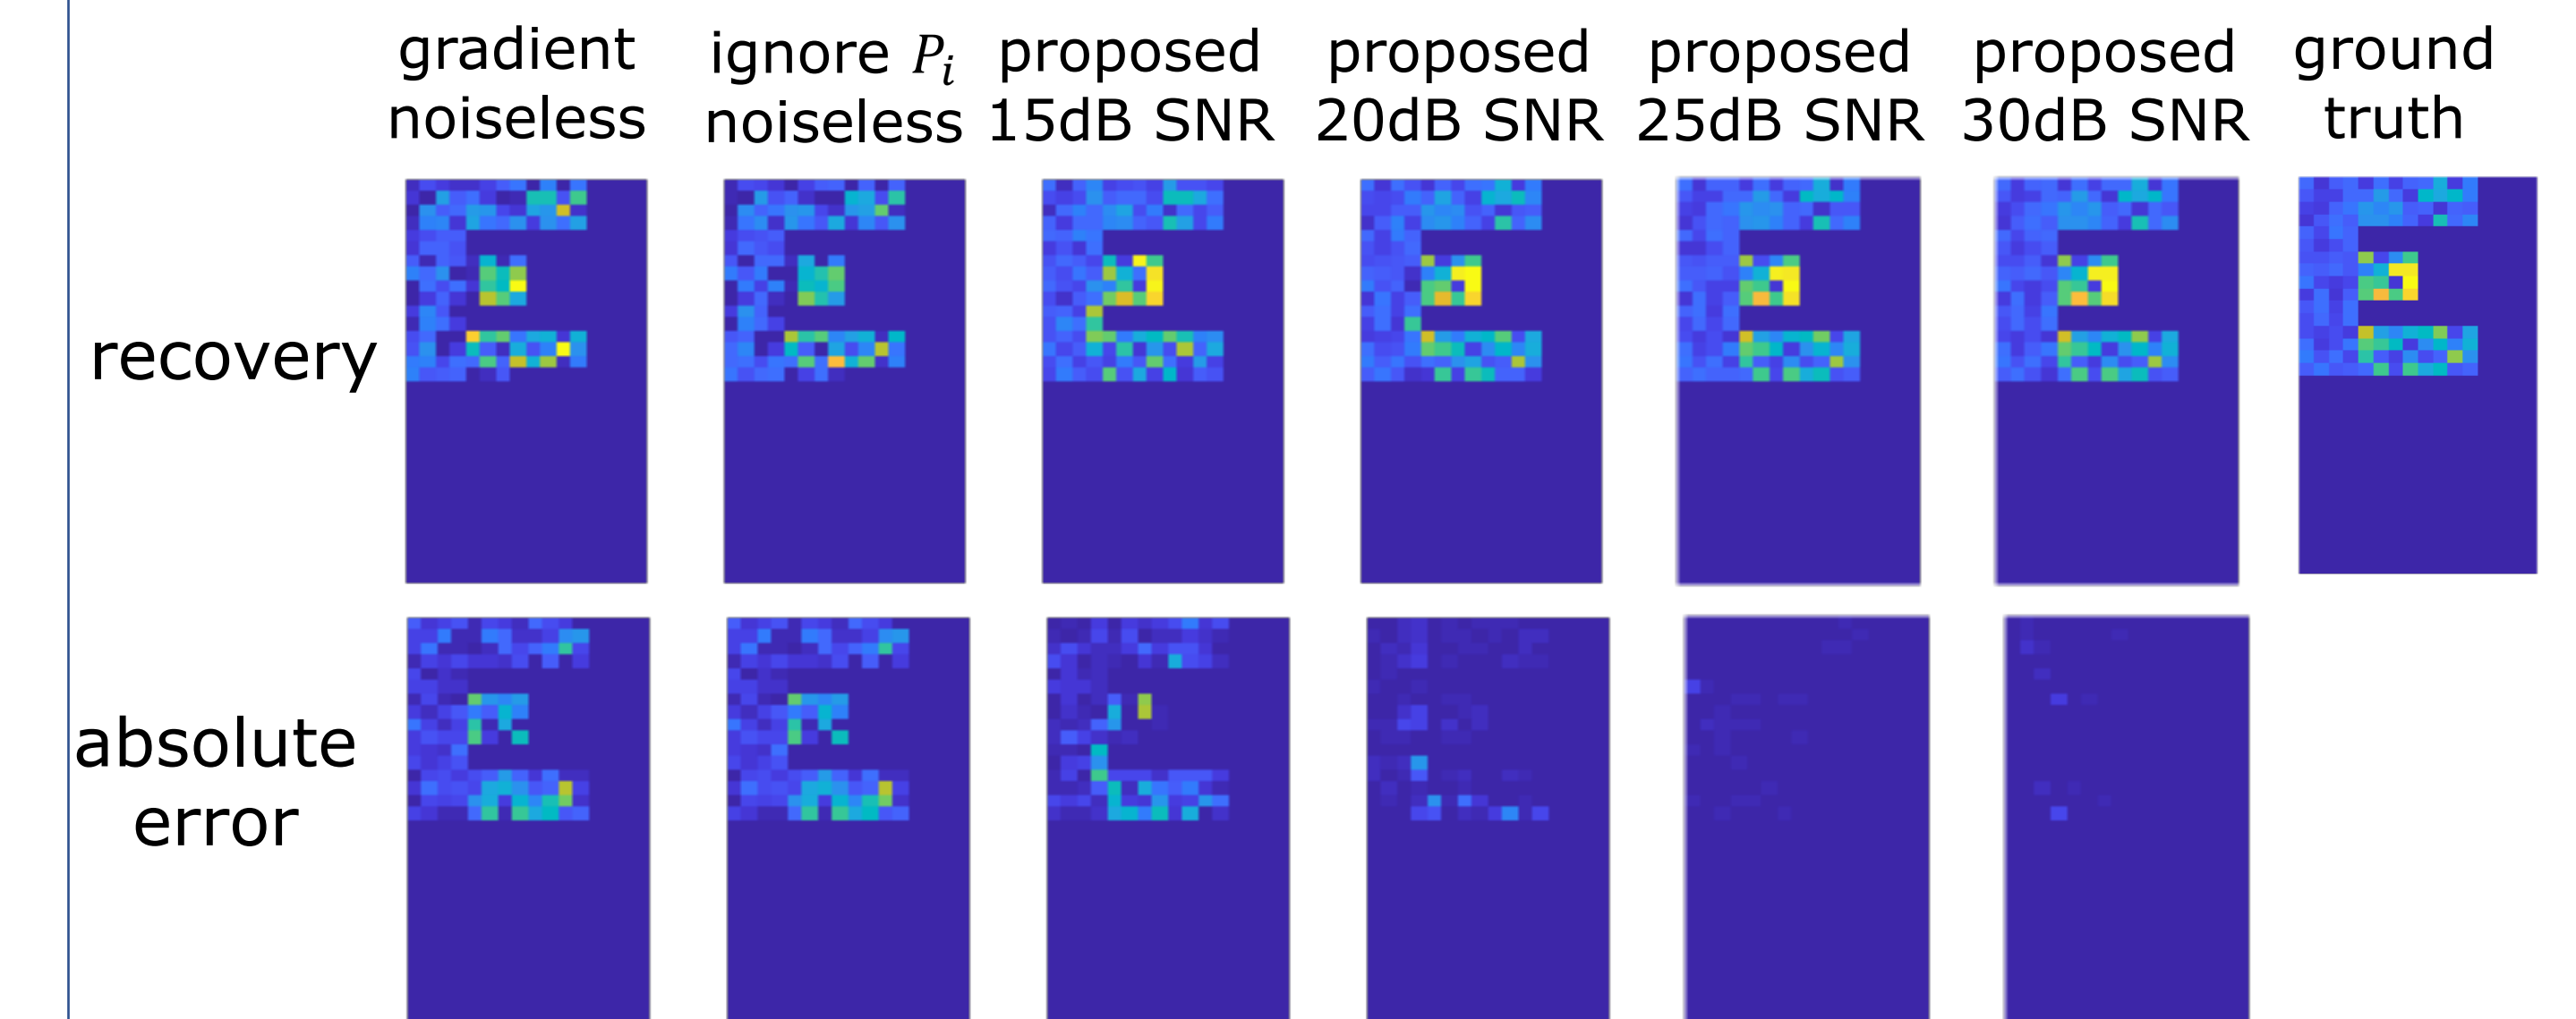 gradient
noiseless
ignore P_i
noiseless
proposed
15dB SNR
proposed
20dB SNR
proposed
25dB SNR
proposed
30dB SNR
ground
truth
recovery
absolute
error